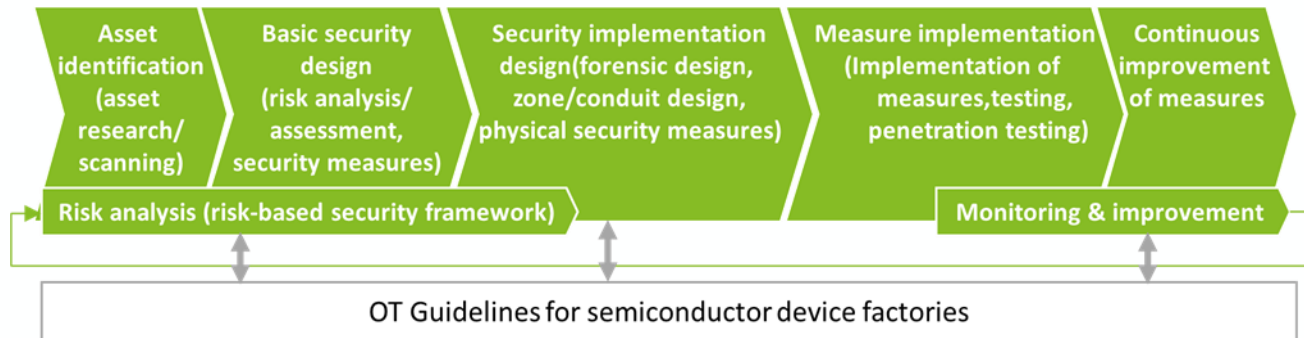 Asset
identification
(asset
research/
scanning)
Basic security
design
(risk analysis/
assessment,
security measures)
Security implementation
design(forensic design,
zone/conduit design,
physical security measures)
Measure implementation
(Implementation of
measures,testing,
penetration testing)
Continuous
improvement
of measures
Risk analysis (risk-based security framework)
Monitoring & improvement
OT Guidelines for semiconductor device factories